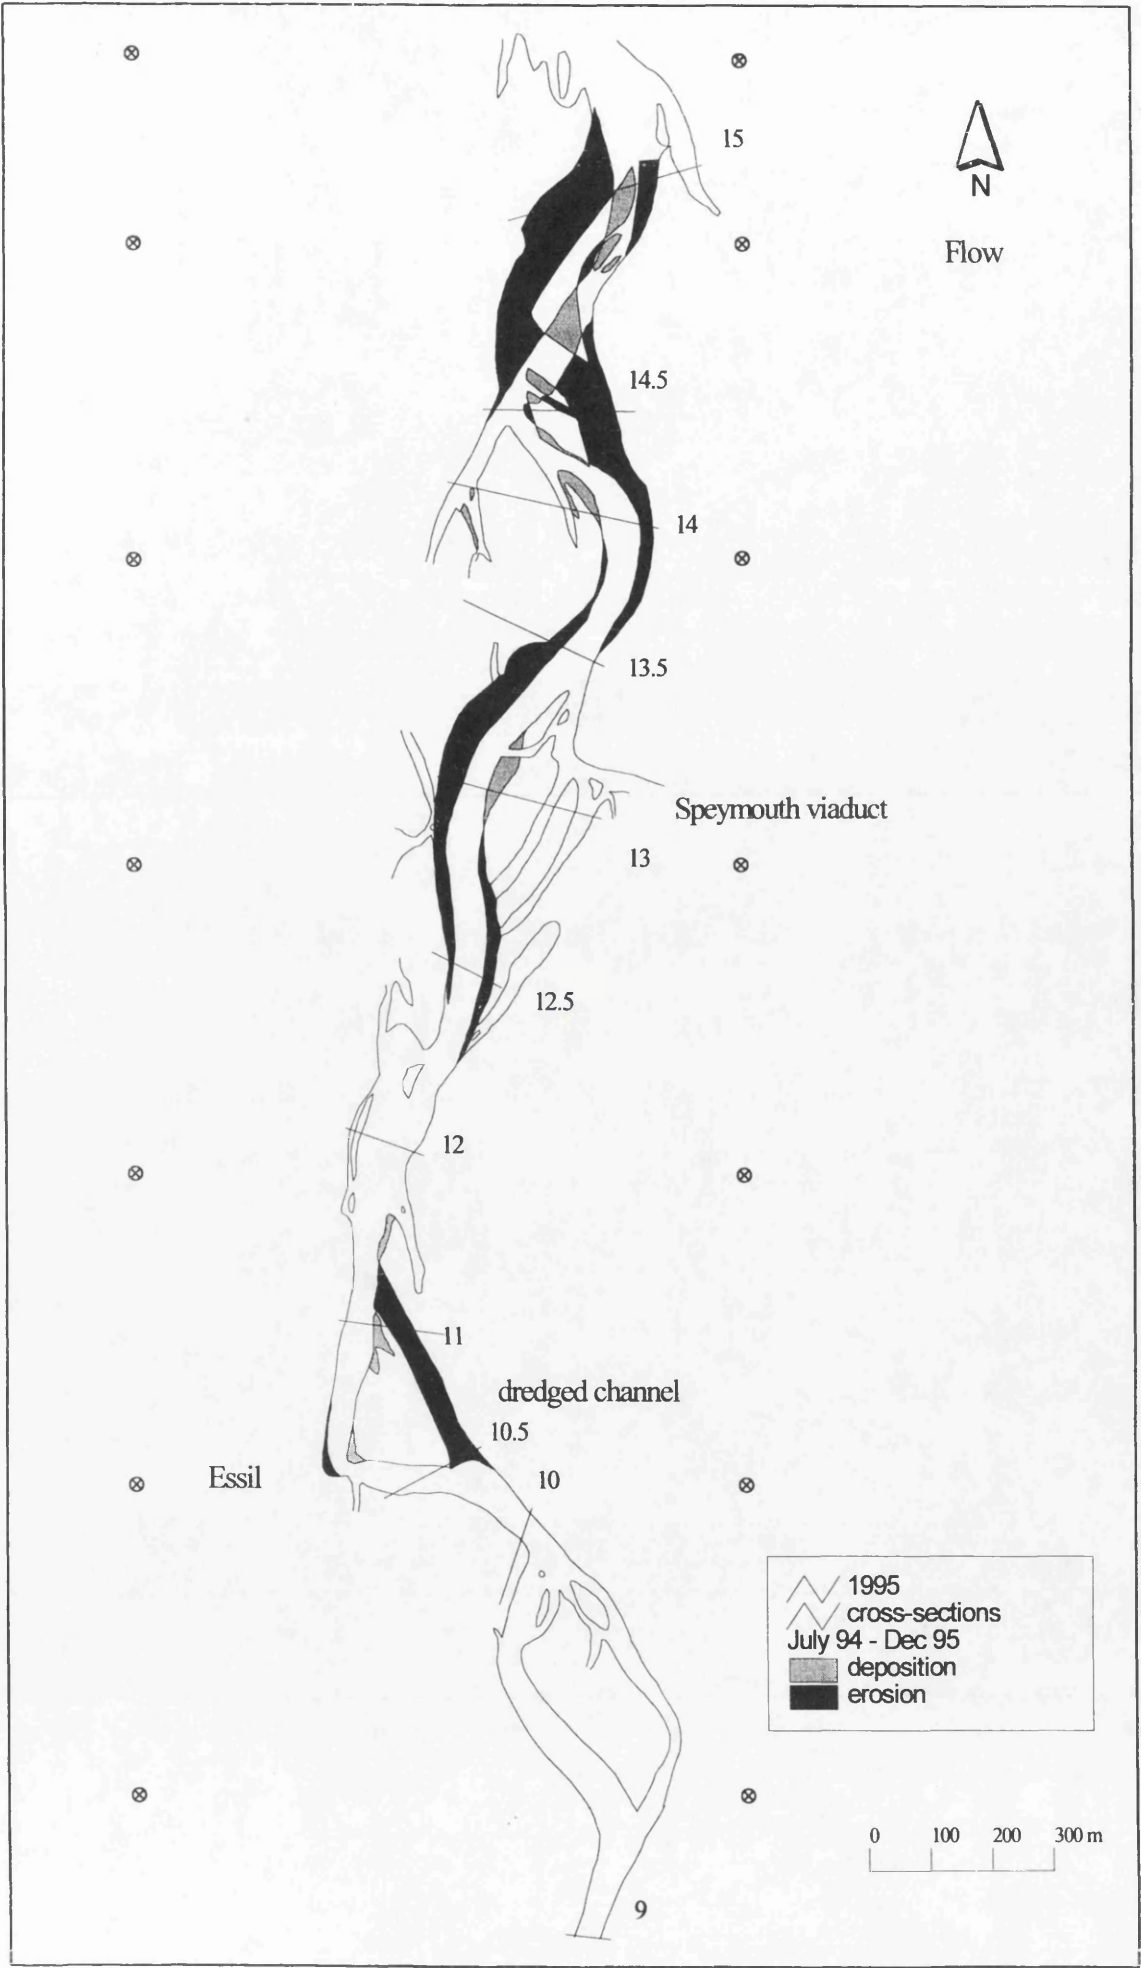 15
N
Flow
14.5
14
13.5
Speymouth viaduct
13
12.5
12
11
dredged channel
10.5
Essil
10
1995
cross-sections
July 94 - Dec 95
deposition
erosion
0 100 200 300 m
9